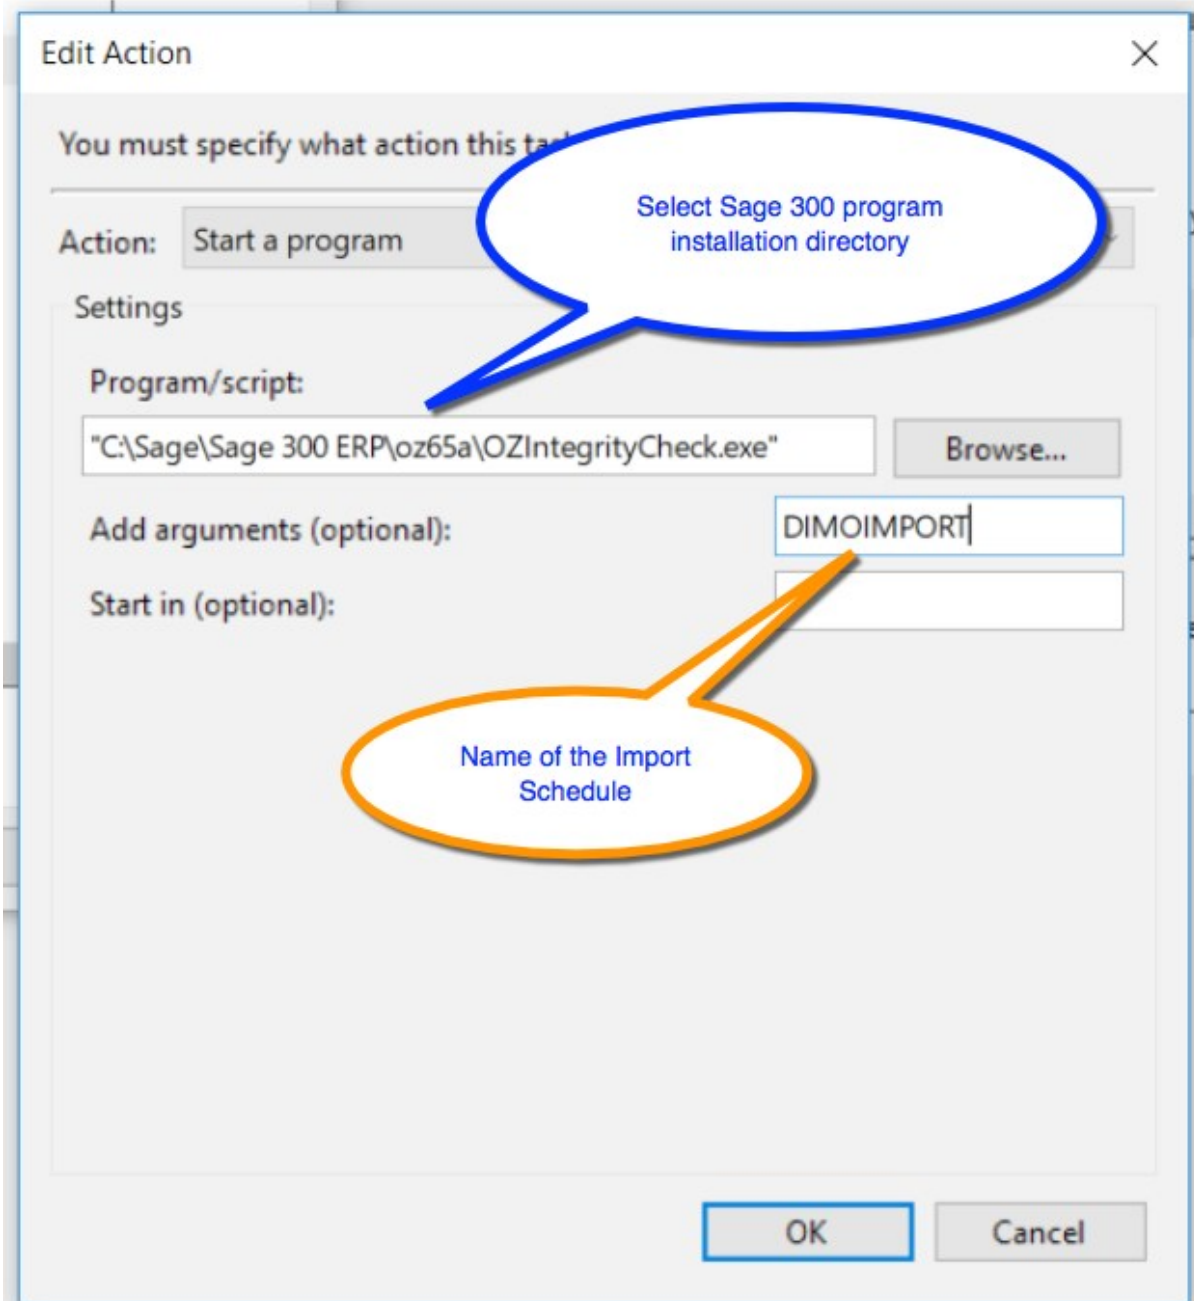 Edit Action
You must specify what action this
Select Sage 300 program
installation directory
Action:
Start a program
Settings
Program/script:
"C:\Sage\Sage 300 ERP\oz65a\OZIntegrityCheck.exe"
Browse...
Add arguments (optional):
DIMOIMPORT
Start in (optional):
Name of the Import
Schedule
OK
Cancel